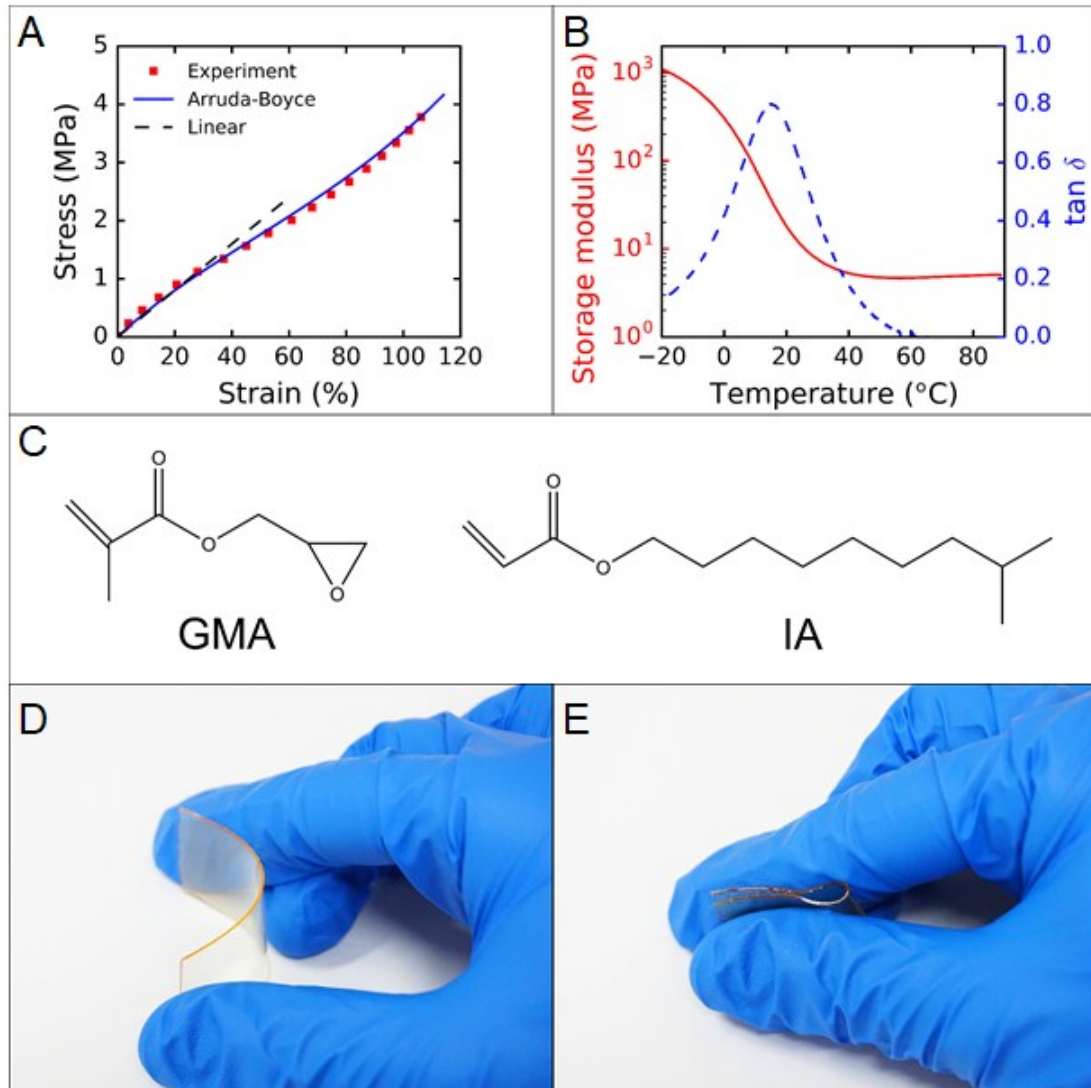 A
5
4
3
2
1
0
0 20 40 60 80 100 120
Stress (MPa)
Strain (%)
Experiment
Arruda-Boyce
Linear
B
10³
10²
10¹
10⁰
−20 0 20 40 60 80
1.0
0.8
0.6
0.4
0.2
0.0
Storage modulus (MPa)
Temperature (°C)
tan δ
C
O
O
O
GMA
O
O
IA
D
E